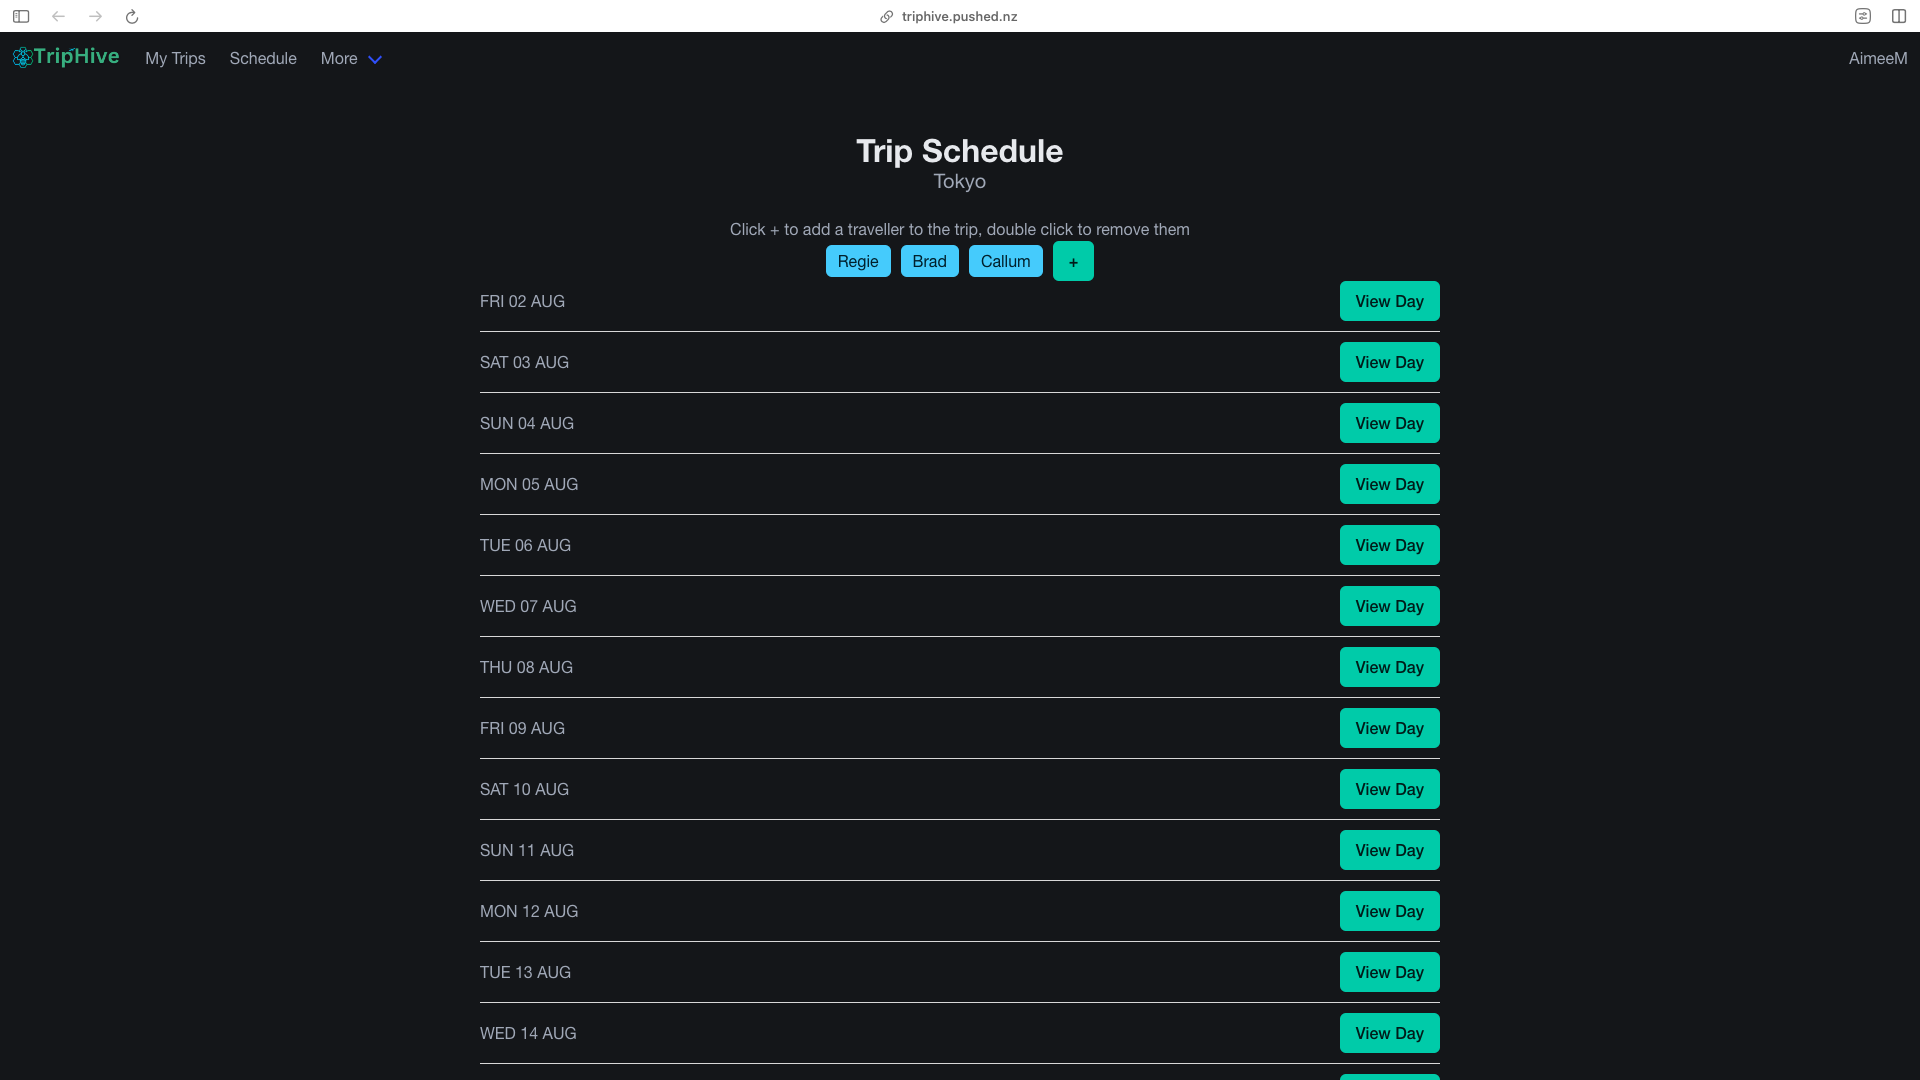 triphive.pushed.nz
TripHive My Trips Schedule More AimeeM
Trip Schedule
Tokyo
Click + to add a traveller to the trip, double click to remove them
Regie Brad Callum +
FRI 02 AUG View Day
SAT 03 AUG View Day
SUN 04 AUG View Day
MON 05 AUG View Day
TUE 06 AUG View Day
WED 07 AUG View Day
THU 08 AUG View Day
FRI 09 AUG View Day
SAT 10 AUG View Day
SUN 11 AUG View Day
MON 12 AUG View Day
TUE 13 AUG View Day
WED 14 AUG View Day